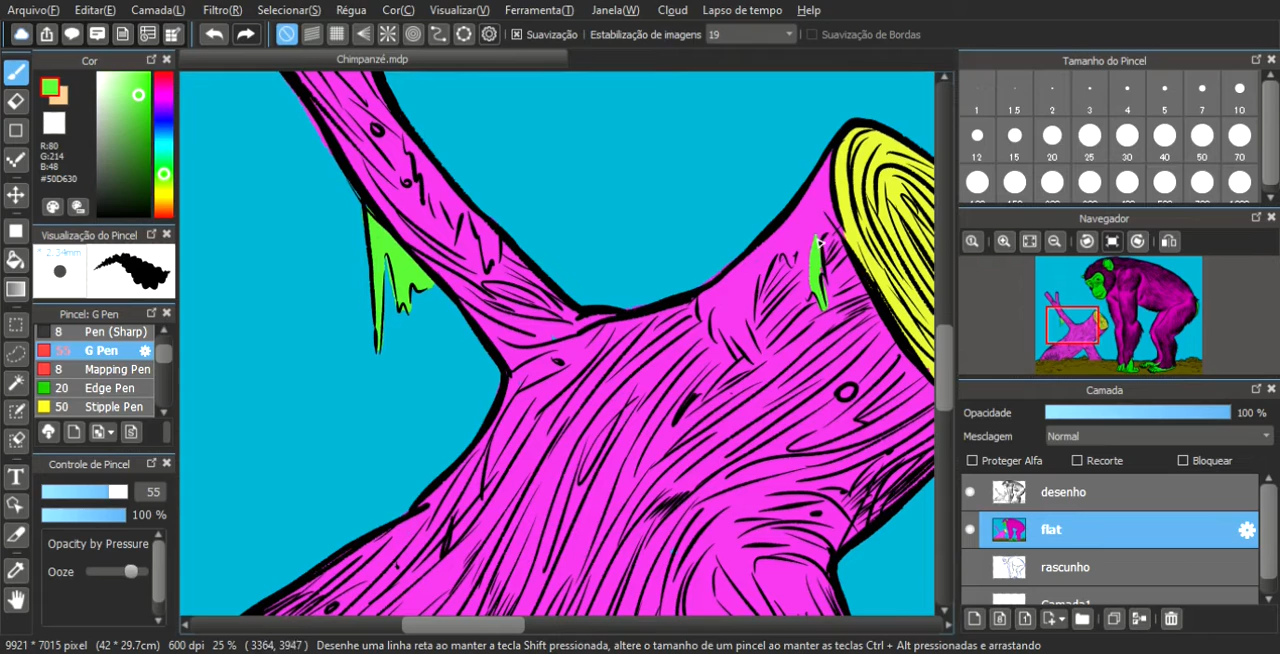 Arquivo(F) Editar(E) Camada(L) Filtro(R) Selecionar(S) Régua Cor(C) Visualizar(V) Ferramenta(T) Janela(W) Cloud Lapso de tempo Help
Suavização Estabilização de imagens 19 Suavização de Bordas
Cor
Chimpanzé.mdp
R:80
G:214
B:48
#50D630
Visualização do Pincel
* 2.34mm
Pincel: G Pen
8 Pen (Sharp)
55 G Pen
8 Mapping Pen
20 Edge Pen
50 Stipple Pen
Controle de Pincel
55
100 %
Opacity by Pressure
Ooze
Tamanho do Pincel
1 1.5 2 3 4 5 7 10
12 15 20 25 30 40 50 70
Navegador
Camada
Opacidade 100 %
Mesclagem Normal
Proteger Alfa Recorte Bloquear
desenho
flat
rascunho
Camada1
9921 * 7015 pixel (42 * 29.7cm) 600 dpi 25 % ( 3364, 3947 ) Desenhe uma linha reta ao manter a tecla Shift pressionada, altere o tamanho de um pincel ao manter as teclas Ctrl + Alt pressionadas e arrastando